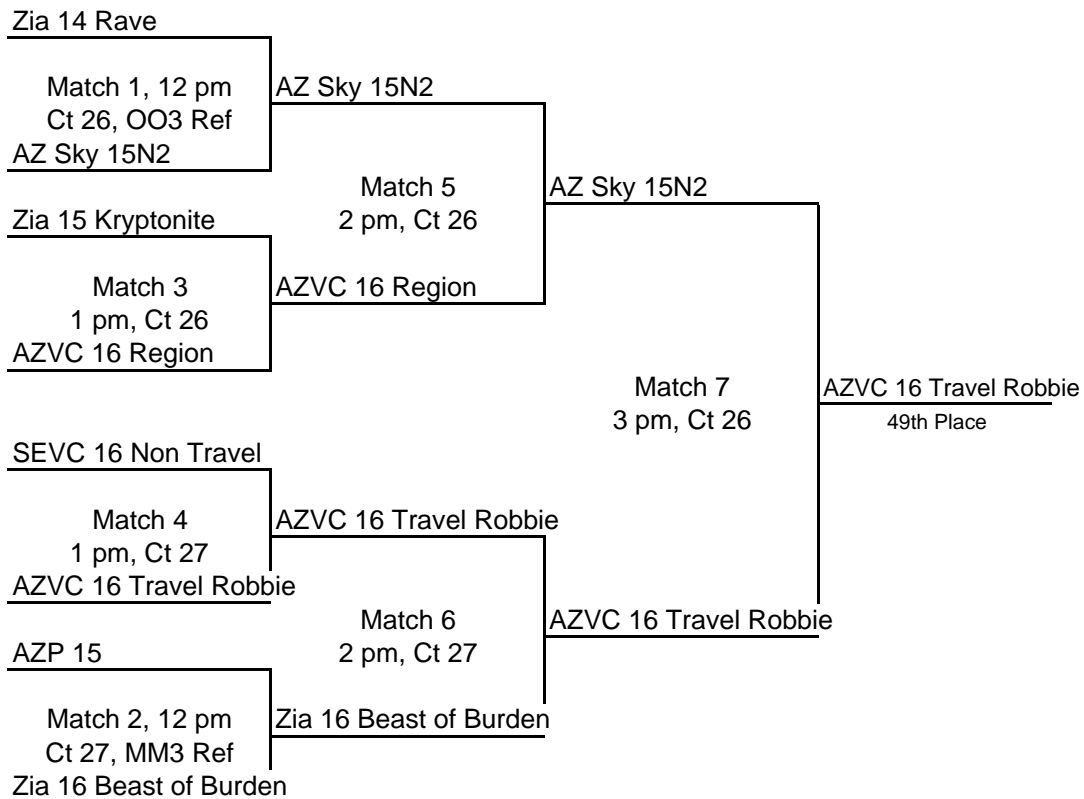 Zia 14 Rave
Match 1, 12 pm
Ct 26, OO3 Ref
AZ Sky 15N2
AZ Sky 15N2
Match 5
2 pm, Ct 26
AZ Sky 15N2
Zia 15 Kryptonite
Match 3
1 pm, Ct 26
AZVC 16 Region
AZVC 16 Region
Match 7
3 pm, Ct 26
AZVC 16 Travel Robbie
49th Place
SEVC 16 Non Travel
Match 4
1 pm, Ct 27
AZVC 16 Travel Robbie
AZVC 16 Travel Robbie
Match 6
2 pm, Ct 27
AZVC 16 Travel Robbie
AZP 15
Match 2, 12 pm
Ct 27, MM3 Ref
Zia 16 Beast of Burden
Zia 16 Beast of Burden